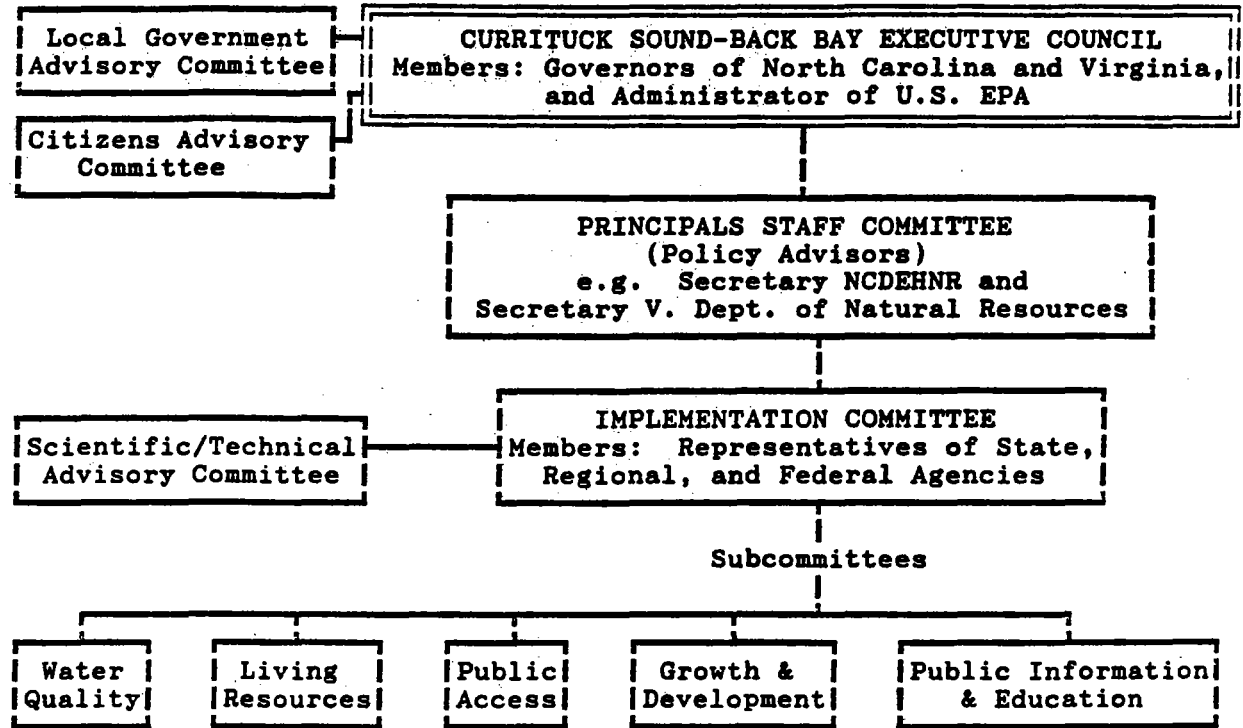 Local Government
Advisory Committee
CURRITUCK SOUND-BACK BAY EXECUTIVE COUNCIL
Members: Governors of North Carolina and Virginia,
and Administrator of U.S. EPA
Citizens Advisory
Committee
PRINCIPALS STAFF COMMITTEE
(Policy Advisors)
e.g. Secretary NCDEHNR and
Secretary V. Dept. of Natural Resources
Scientific/Technical
Advisory Committee
IMPLEMENTATION COMMITTEE
Members: Representatives of State,
Regional, and Federal Agencies
Subcommittees
Water
Quality
Living
Resources
Public
Access
Growth &
Development
Public Information
& Education